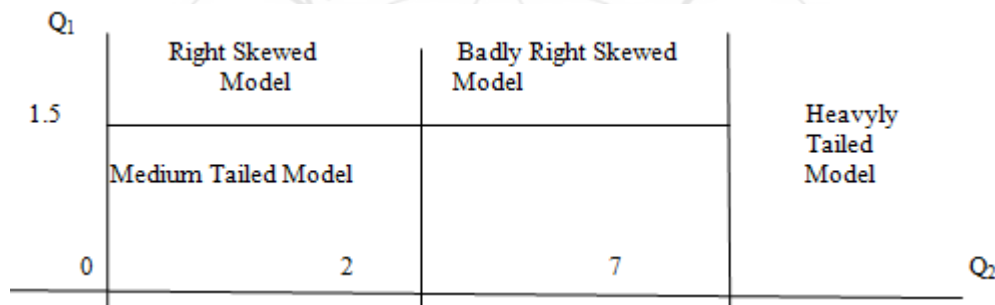 Q1
Right Skewed
Model
Badly Right Skewed
Model
1.5
Heavyly
Tailed
Model
Medium Tailed Model
0
2
7
Q2